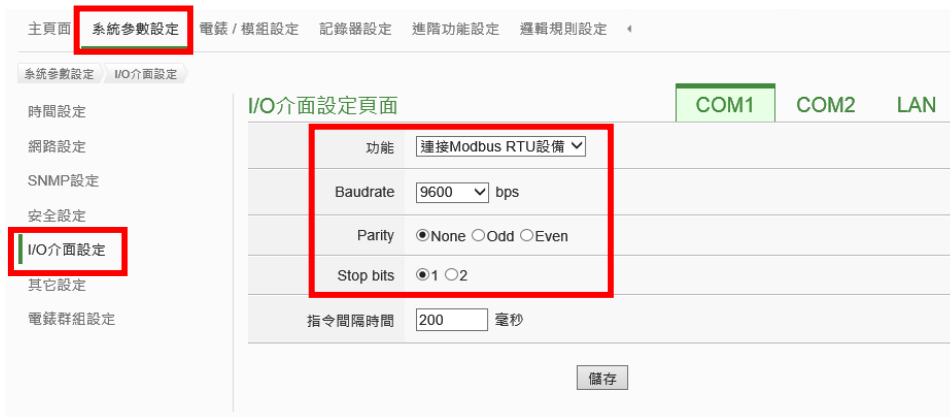 主頁面 系統參數設定 電錶 / 模組設定 記錄器設定 進階功能設定 邏輯規則設定
系統參數設定 I/O介面設定
時間設定
網路設定
SNMP設定
安全設定
I/O介面設定
其它設定
電錶群組設定
I/O介面設定頁面 COM1 COM2 LAN
功能 連接Modbus RTU設備
Baudrate 9600 bps
Parity None Odd Even
Stop bits 1 2
指令間隔時間 200 毫秒
儲存